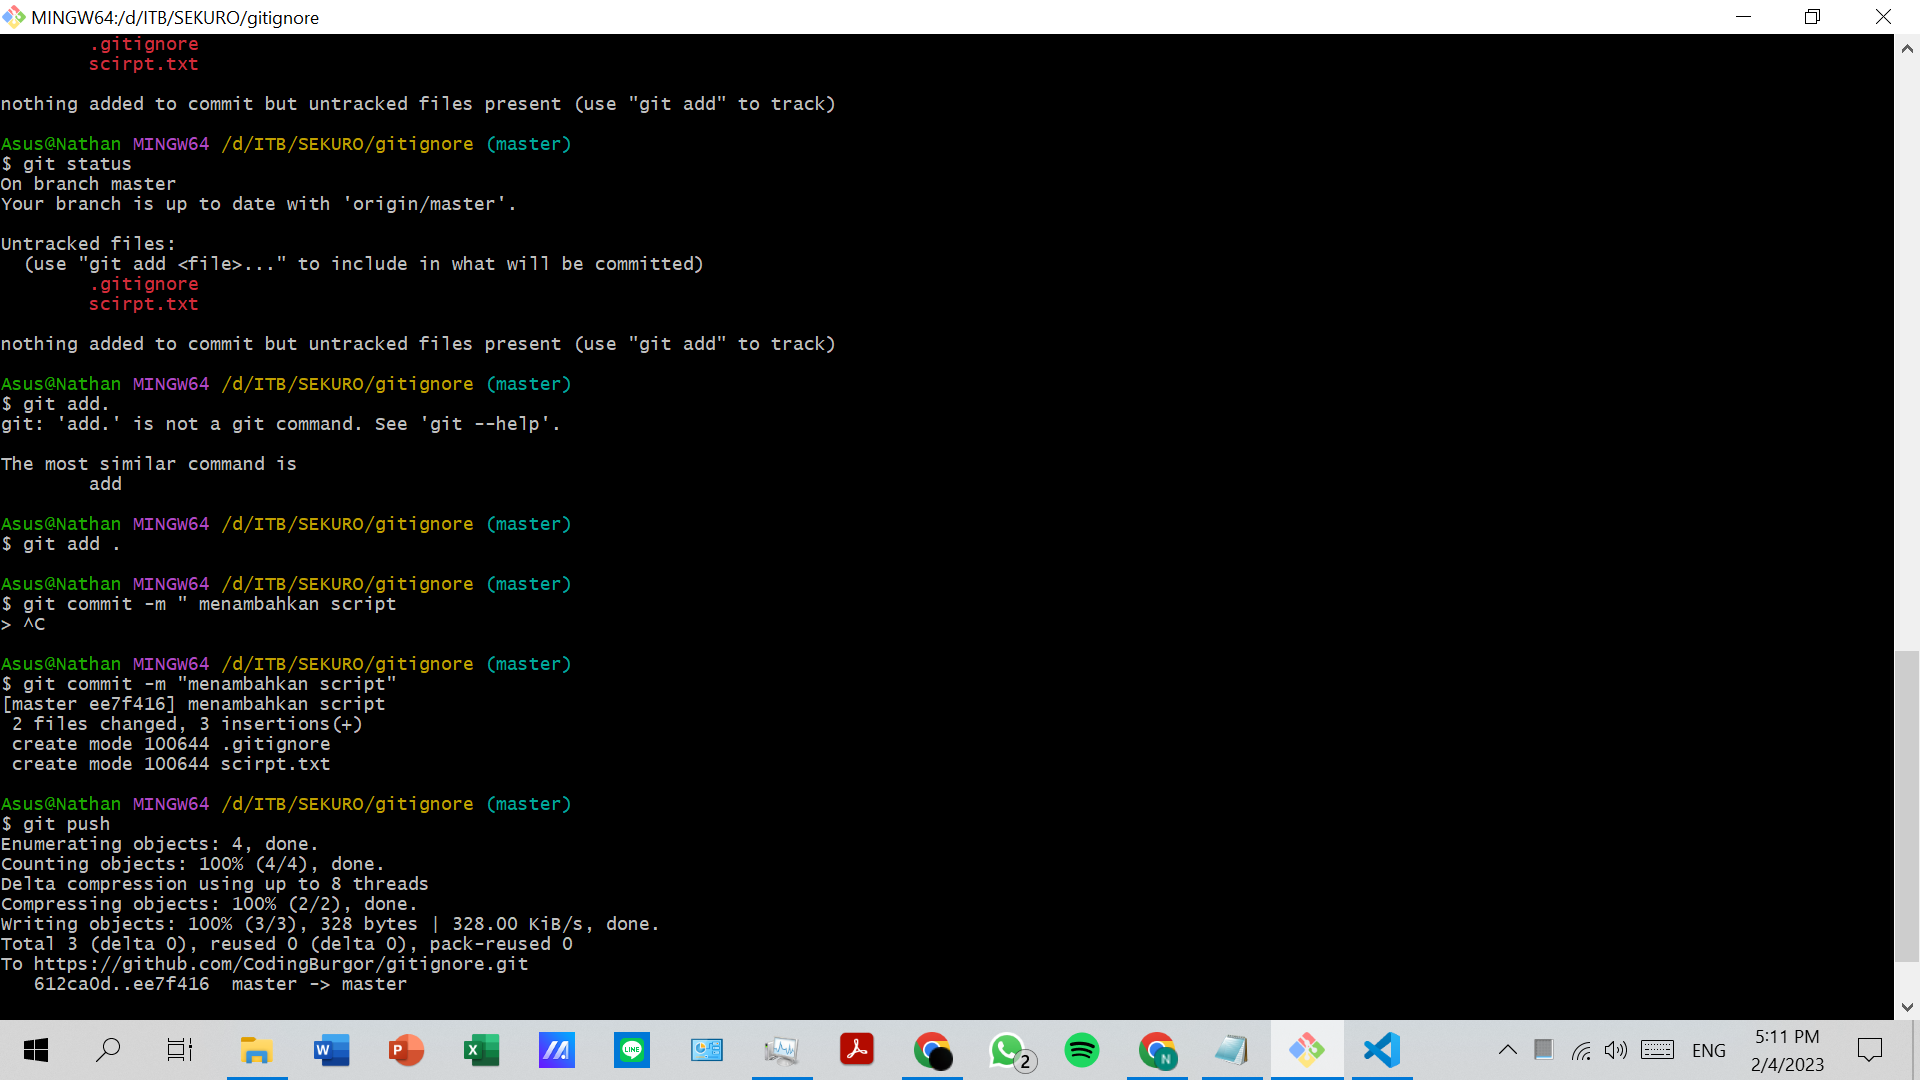 MINGW64:/d/ITB/SEKURO/gitignore
.gitignore
scirpt.txt
nothing added to commit but untracked files present (use "git add" to track)
Asus@Nathan MINGW64 /d/ITB/SEKURO/gitignore (master)
$ git status
On branch master
Your branch is up to date with 'origin/master'.
Untracked files:
(use "git add <file>..." to include in what will be committed)
.gitignore
scirpt.txt
nothing added to commit but untracked files present (use "git add" to track)
Asus@Nathan MINGW64 /d/ITB/SEKURO/gitignore (master)
$ git add.
git: 'add.' is not a git command. See 'git --help'.
The most similar command is
add
Asus@Nathan MINGW64 /d/ITB/SEKURO/gitignore (master)
$ git add .
Asus@Nathan MINGW64 /d/ITB/SEKURO/gitignore (master)
$ git commit -m " menambahkan script
> ^C
Asus@Nathan MINGW64 /d/ITB/SEKURO/gitignore (master)
$ git commit -m "menambahkan script"
[master ee7f416] menambahkan script
2 files changed, 3 insertions(+)
create mode 100644 .gitignore
create mode 100644 scirpt.txt
Asus@Nathan MINGW64 /d/ITB/SEKURO/gitignore (master)
$ git push
Enumerating objects: 4, done.
Counting objects: 100% (4/4), done.
Delta compression using up to 8 threads
Compressing objects: 100% (2/2), done.
Writing objects: 100% (3/3), 328 bytes | 328.00 KiB/s, done.
Total 3 (delta 0), reused 0 (delta 0), pack-reused 0
To https://github.com/CodingBurgor/gitignore.git
612ca0d..ee7f416  master -> master
W
P
X
LINE
2
N
ENG
5:11 PM
2/4/2023